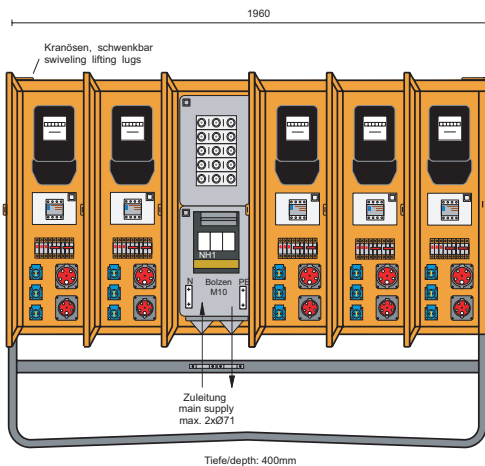 1960
Kranösen, schwenkbar
swiveling lifting lugs
NH1
N Bolzen PE
M10
Zuleitung
main supply
max. 2xØ71
Tiefe/depth: 400mm